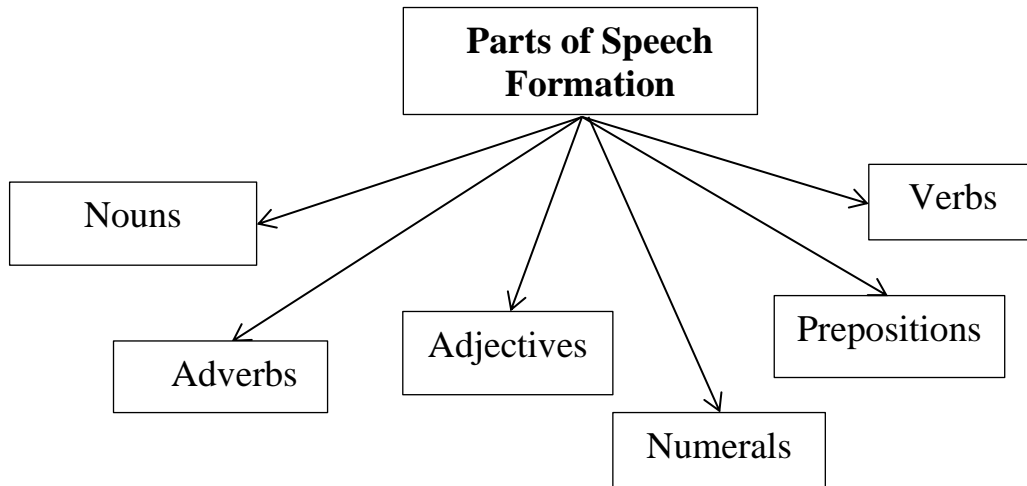 Parts of Speech
Formation
Nouns
Verbs
Adverbs
Adjectives
Prepositions
Numerals